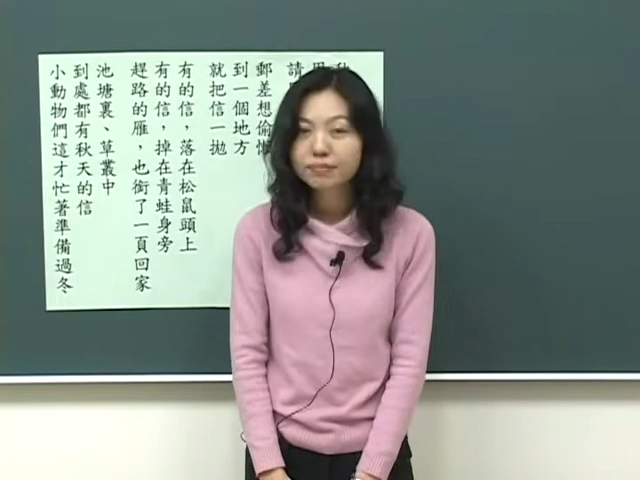 請
郵差想偷懶
到一個地方
就把信一拋
有的信，落在松鼠頭上
有的信，掉在青蛙身旁
趕路的雁，也銜了一頁回家
池塘裏、草叢中
到處都有秋天的信
小動物們這才忙著準備過冬